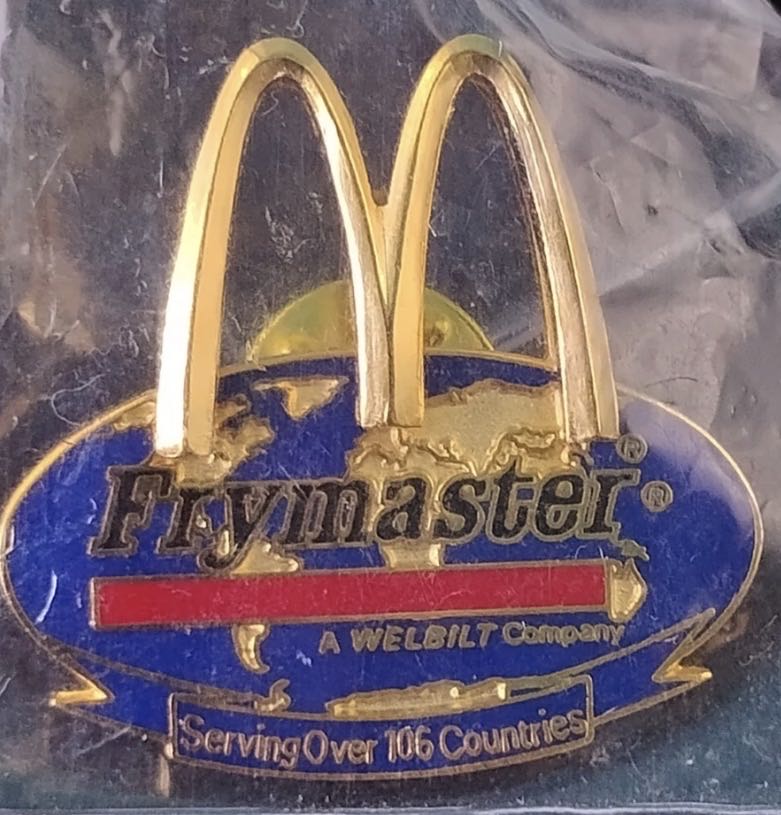 Frymaster®
®
A WELBILT Company
Serving Over 106 Countries